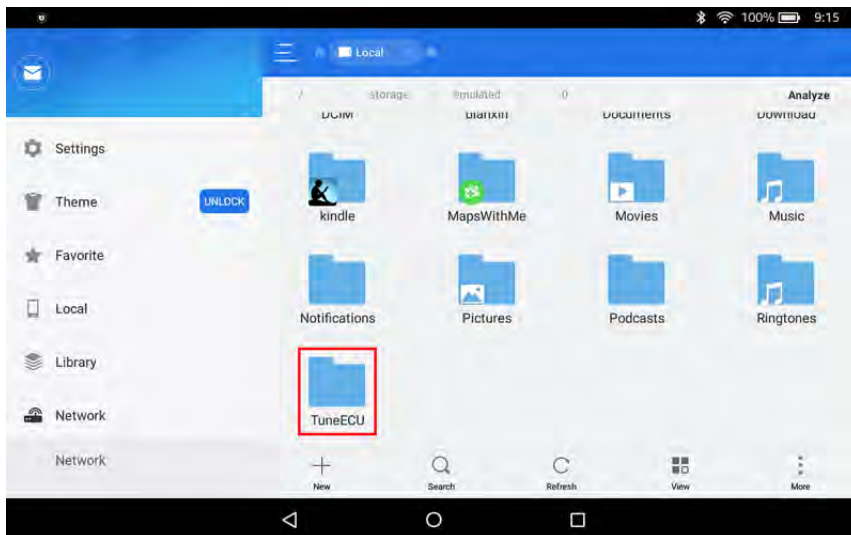 100% 9:15
Local
/ storage emulated 0 Analyze
DCIM dianxin Documents Download
Settings
Theme UNLOCK
Favorite
Local
Library
Network
Network
kindle MapsWithMe Movies Music
Notifications Pictures Podcasts Ringtones
TuneECU
New Search Refresh View More